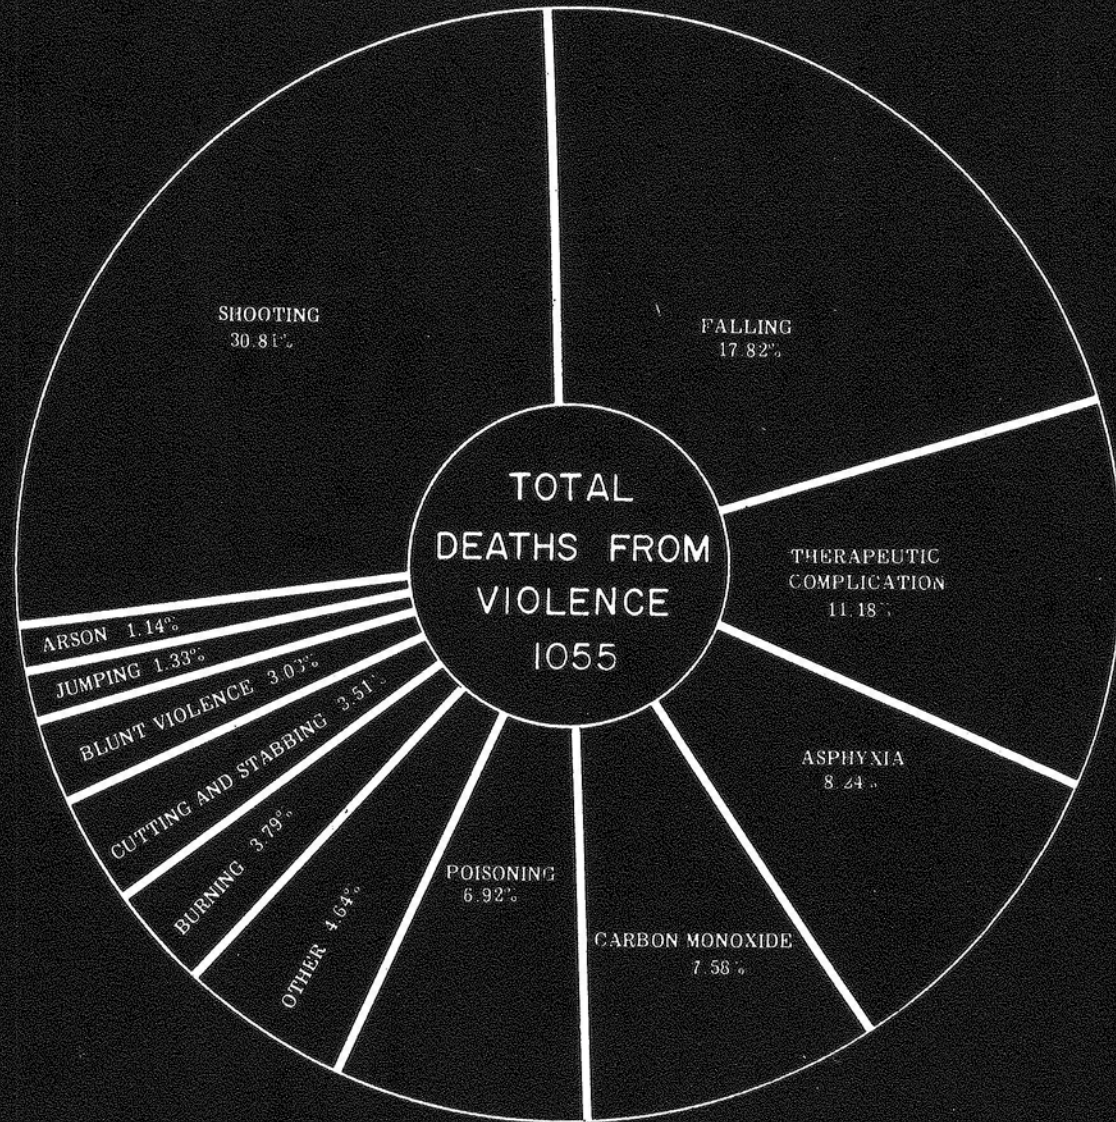 SHOOTING
30.81%
FALLING
17.82%
TOTAL
DEATHS FROM
VIOLENCE
1055
THERAPEUTIC
COMPLICATION
11.18%
ASPHYXIA
8.24%
CARBON MONOXIDE
7.58%
POISONING
6.92%
OTHER 4.64%
BURNING 3.79%
CUTTING AND STABBING 3.51%
BLUNT VIOLENCE 3.03%
JUMPING 1.33%
ARSON 1.14%